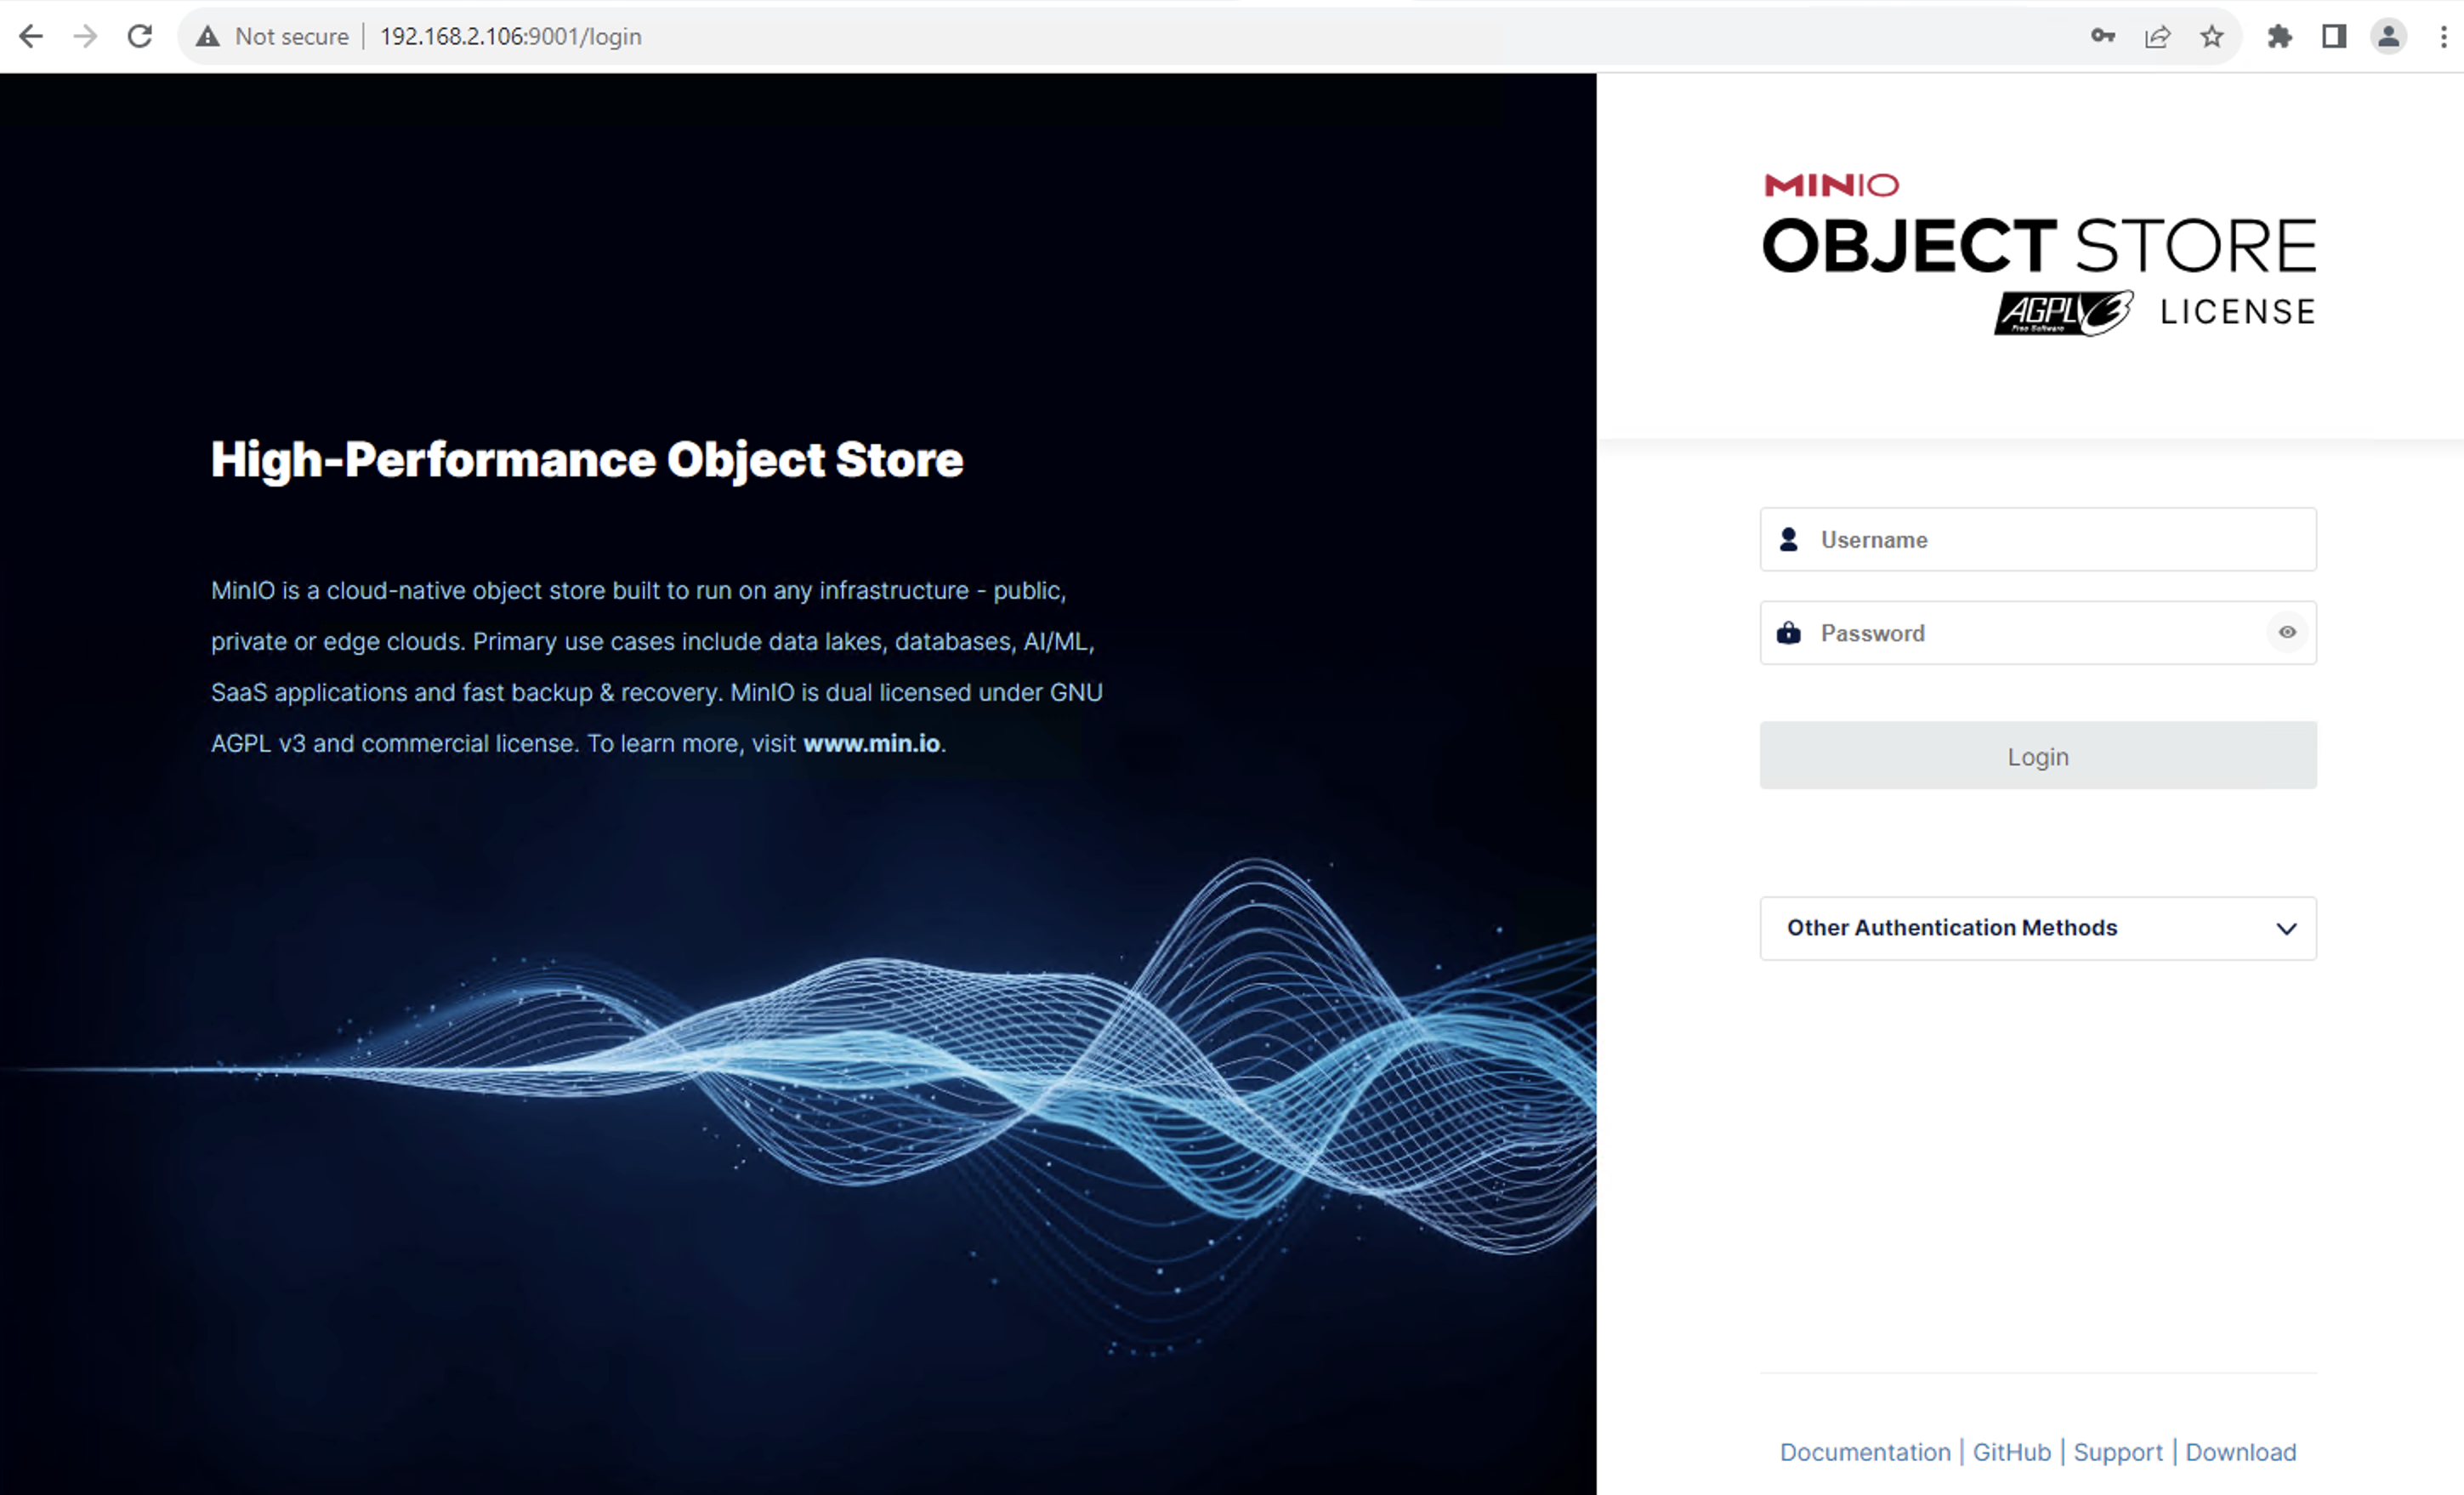 Not secure | 192.168.2.106:9001/login
High-Performance Object Store
MinIO is a cloud-native object store built to run on any infrastructure - public,
private or edge clouds. Primary use cases include data lakes, databases, AI/ML,
SaaS applications and fast backup & recovery. MinIO is dual licensed under GNU
AGPL v3 and commercial license. To learn more, visit www.min.io.
MINIO
OBJECT STORE
AGPLV3 LICENSE
Free Software
Username
Password
Login
Other Authentication Methods
Documentation | GitHub | Support | Download